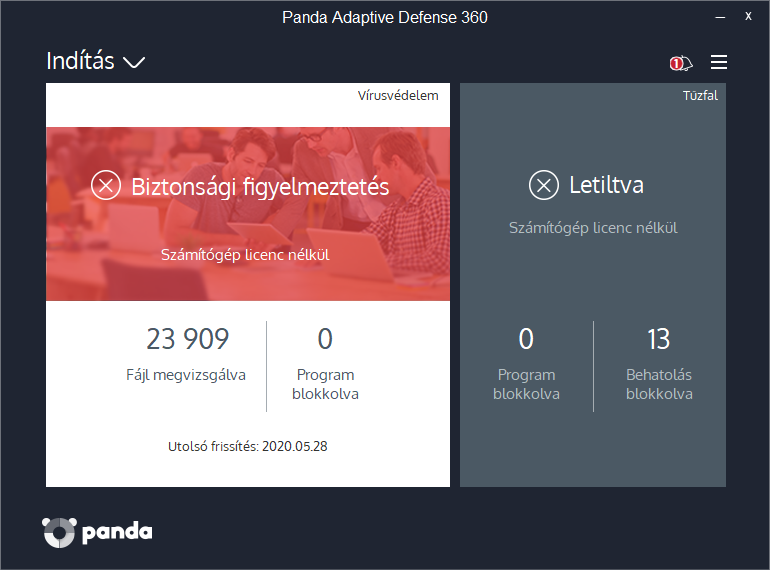 Panda Adaptive Defense 360
Indítás
1
Vírusvédelem
Biztonsági figyelmeztetés
Számítógép licenc nélkül
23 909
Fájl megvizsgálva
0
Program
blokkolva
Utolsó frissítés: 2020.05.28
Tűzfal
Letiltva
Számítógép licenc nélkül
0
Program
blokkolva
13
Behatolás
blokkolva
panda